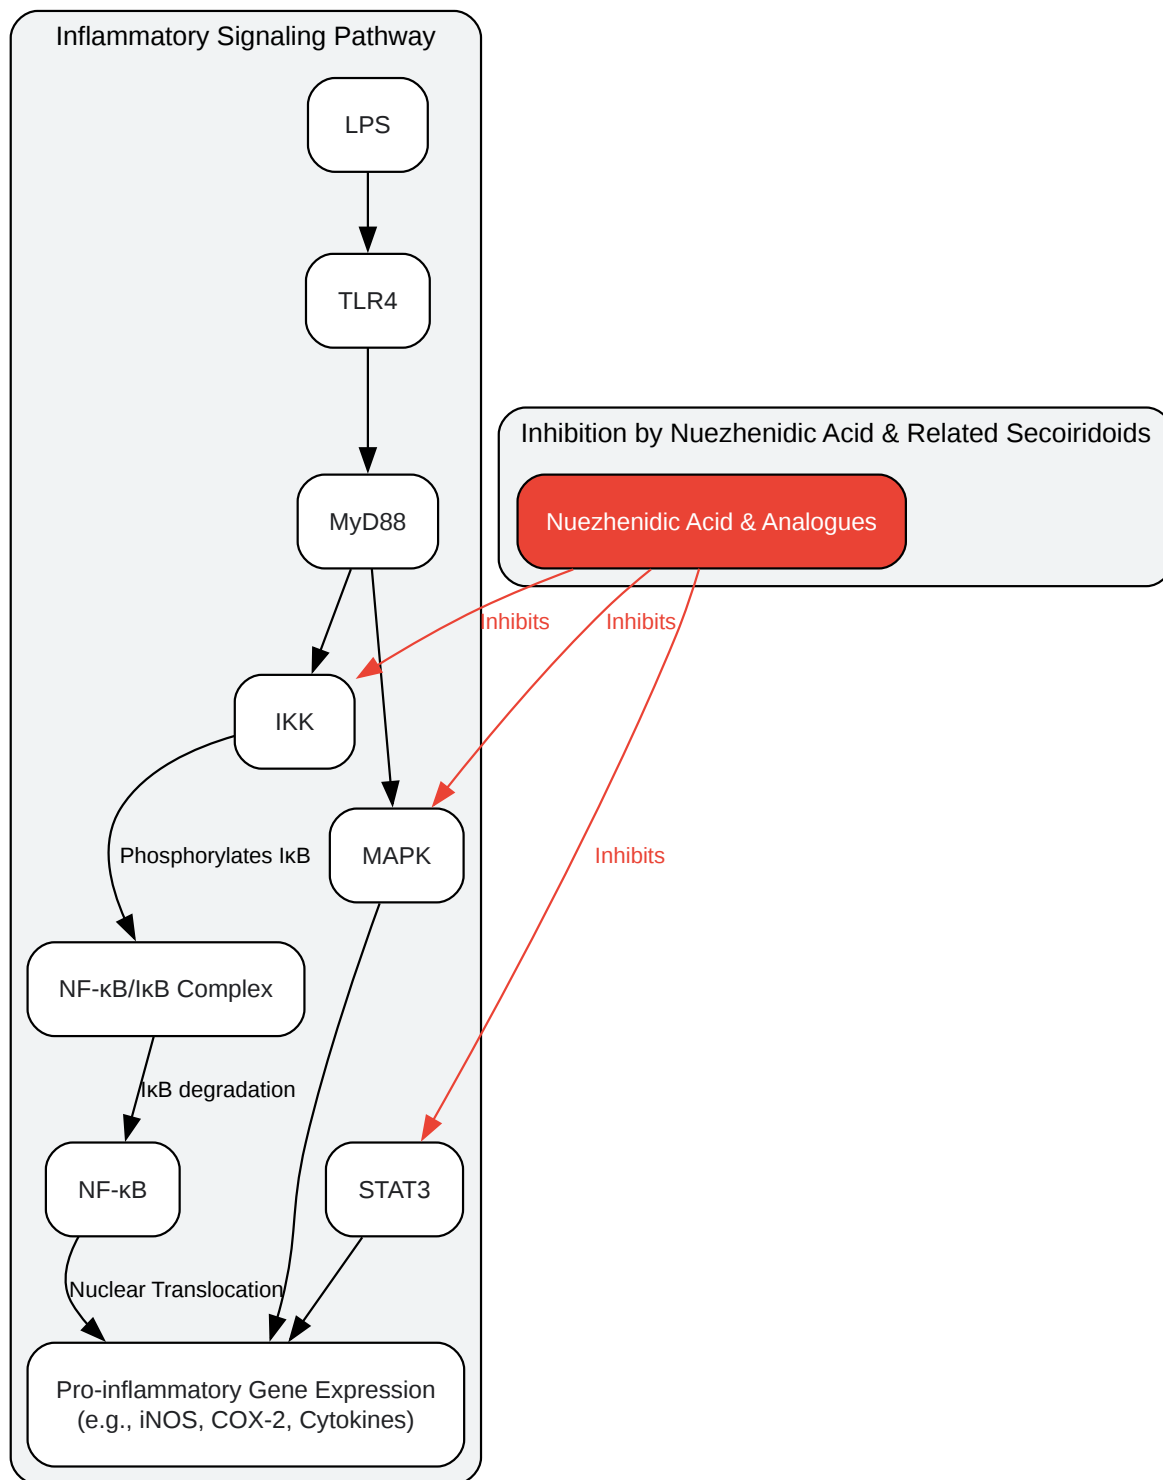 Inflammatory Signaling Pathway
LPS
TLR4
Inhibition by Nuezhenidic Acid & Related Secoiridoids
MyD88
Nuezhenidic Acid & Analogues
Inhibits
Inhibits
IKK
Phosphorylates IκB
MAPK
Inhibits
NF-κB/IκB Complex
IκB degradation
NF-κB
STAT3
Nuclear Translocation
Pro-inflammatory Gene Expression
(e.g., iNOS, COX-2, Cytokines)